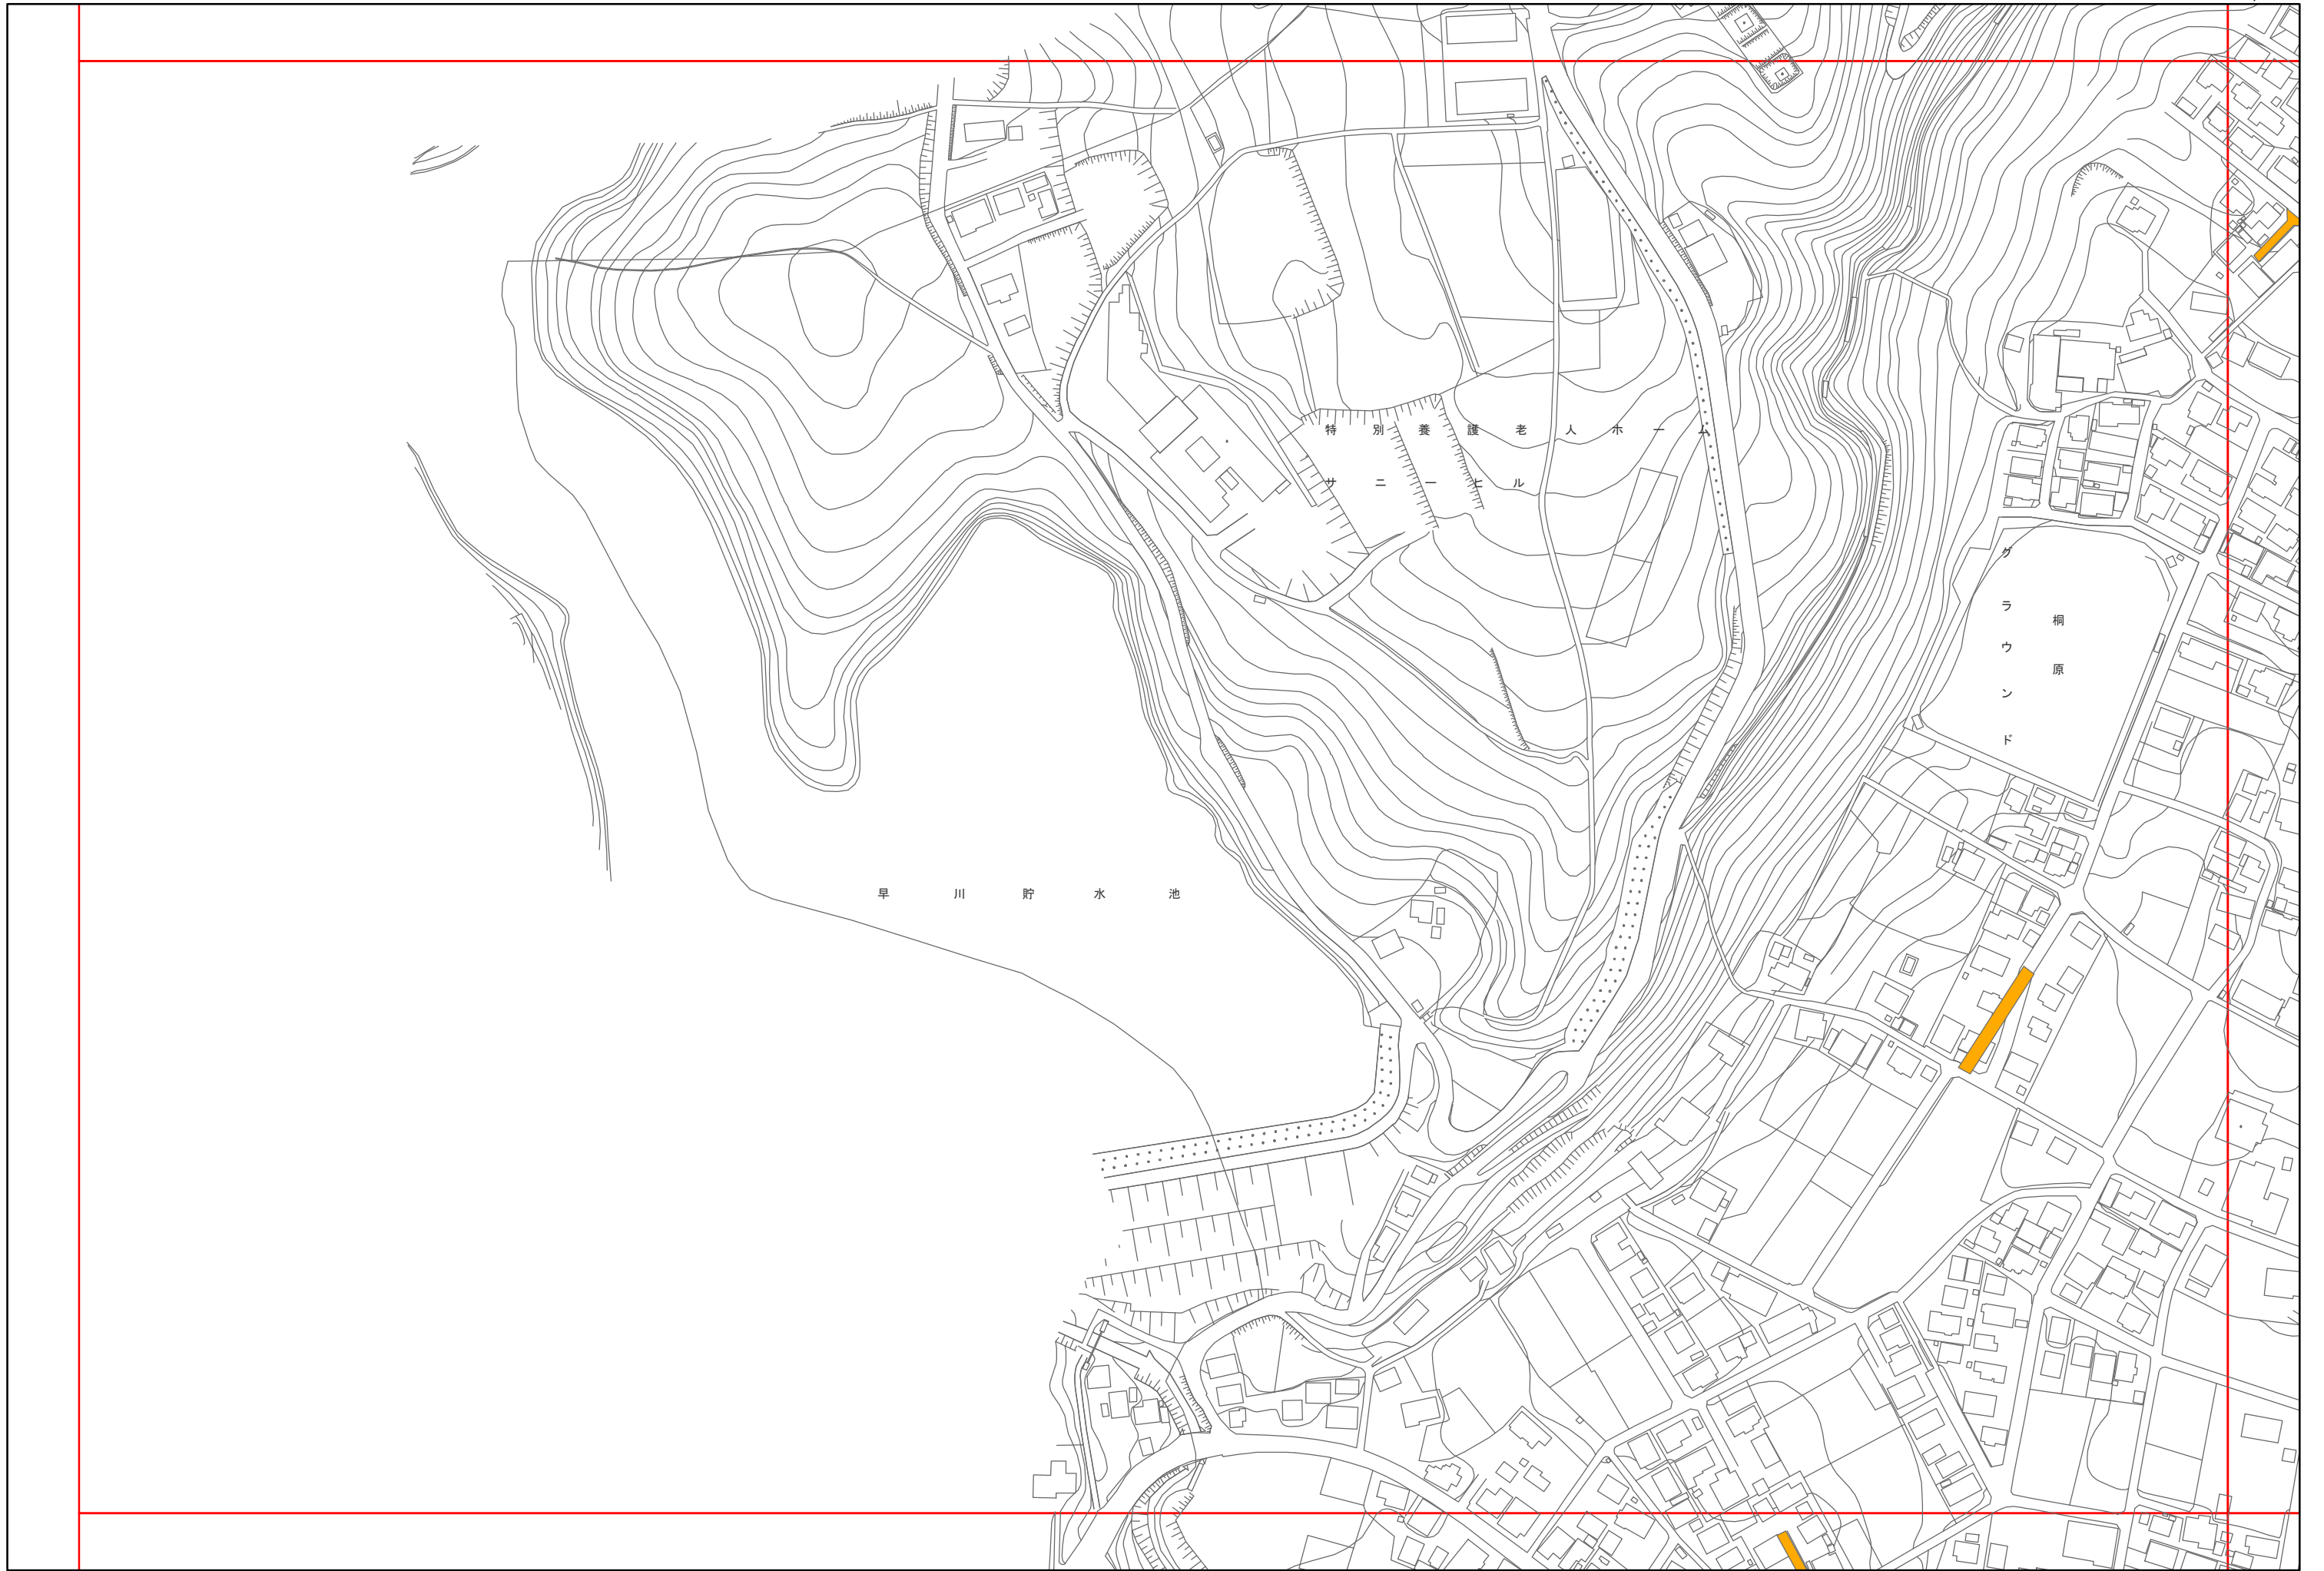 特別養護老人ホーム
サニーヒル
桐原
グラウンド
早川貯水池